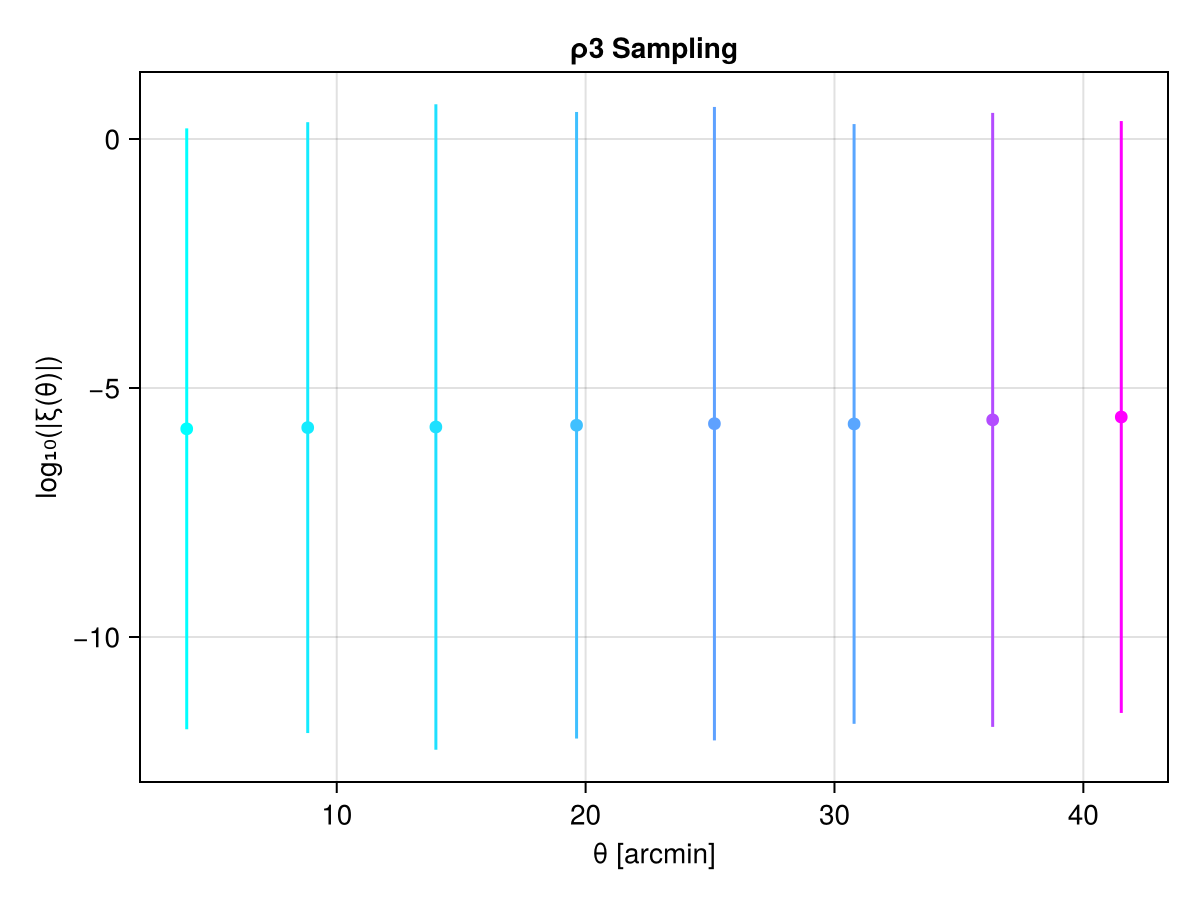 ρ3 Sampling
0
−5
−10
log₁₀(|ξ(θ)|)
10 20 30 40
θ [arcmin]